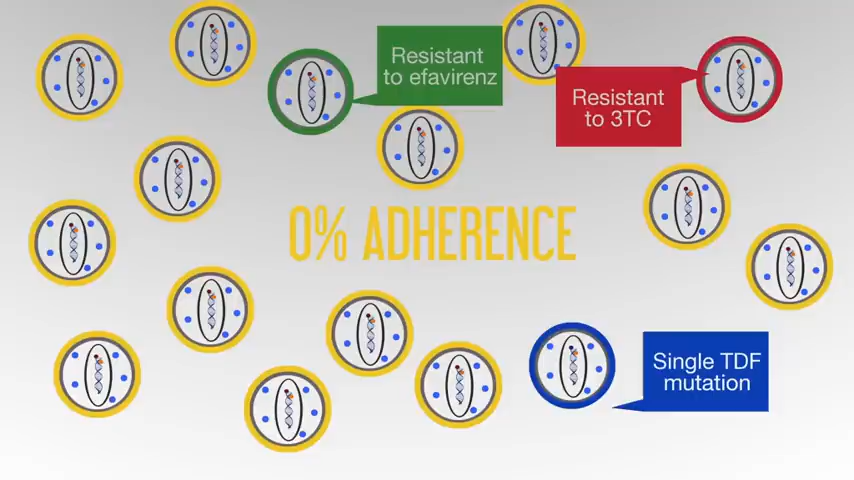 Resistant
to efavirenz
Resistant
to 3TC
0% ADHERENCE
Single TDF
mutation